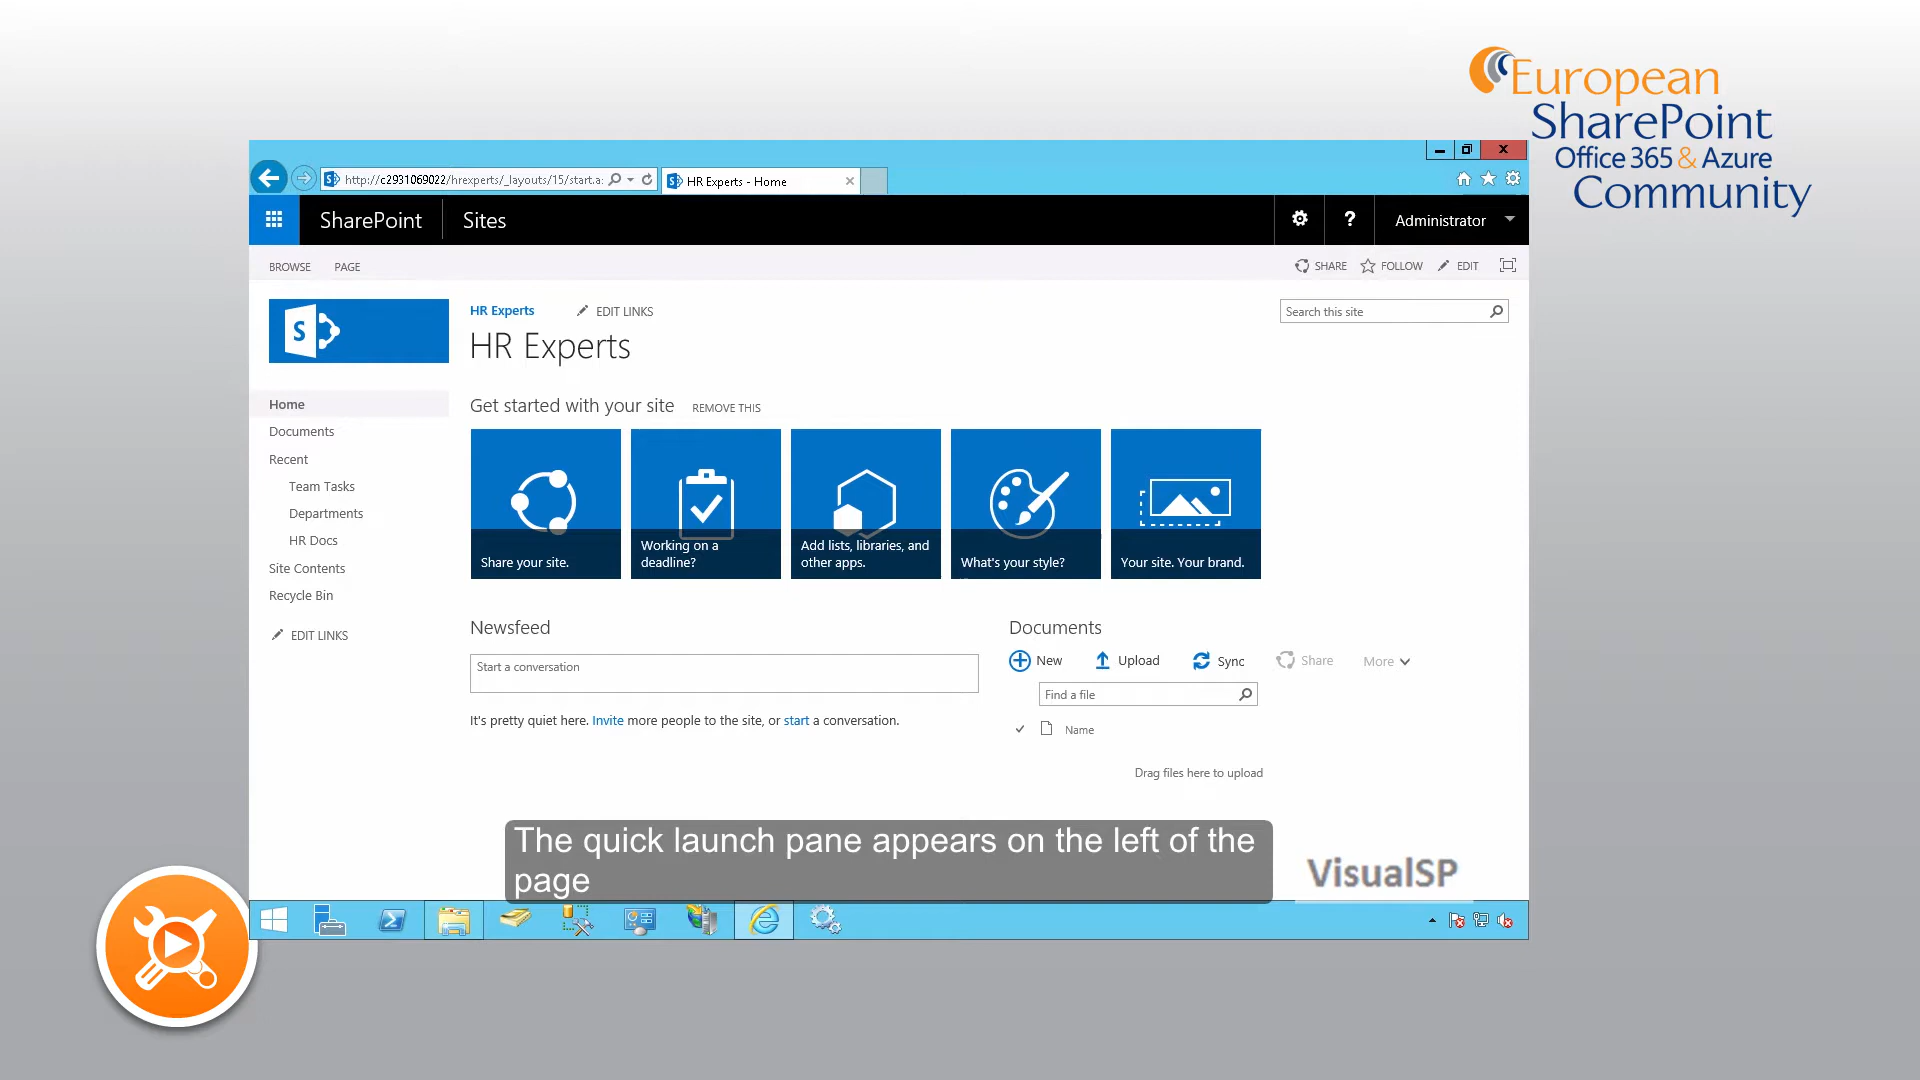 European
SharePoint
Office 365 & Azure
Community
http://c2931069022/hrexperts/_layouts/15/start.a:
HR Experts - Home
SharePoint
Sites
?
Administrator
BROWSE
PAGE
SHARE
FOLLOW
EDIT
S
HR Experts
EDIT LINKS
Search this site
HR Experts
Home
Documents
Recent
Team Tasks
Departments
HR Docs
Site Contents
Recycle Bin
EDIT LINKS
Get started with your site
REMOVE THIS
Share your site.
Working on a
deadline?
Add lists, libraries, and
other apps.
What's your style?
Your site. Your brand.
Newsfeed
Start a conversation
It's pretty quiet here. Invite more people to the site, or start a conversation.
Documents
New
Upload
Sync
Share
More
Find a file
Name
Drag files here to upload
The quick launch pane appears on the left of the
page
VisualSP